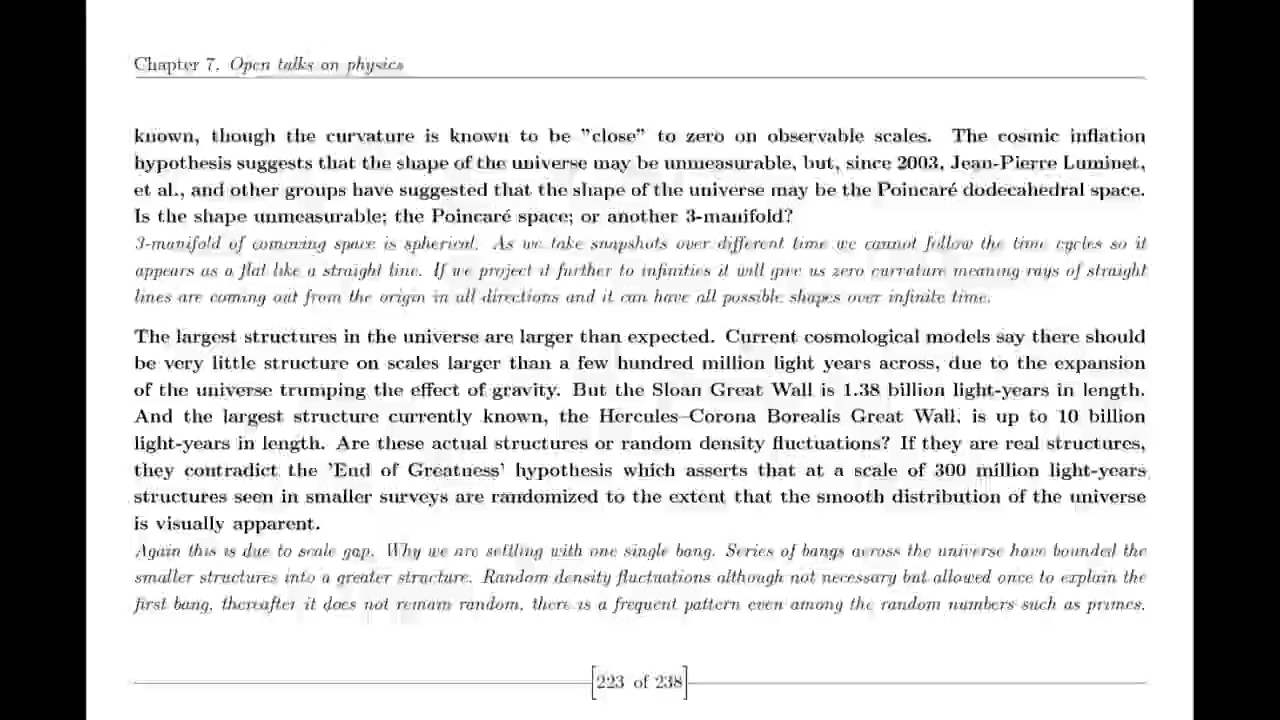 Chapter 7. Open talks on physics
known, though the curvature is known to be "close" to zero on observable scales. The cosmic inflation
hypothesis suggests that the shape of the universe may be unmeasurable, but, since 2003, Jean-Pierre Luminet,
et al., and other groups have suggested that the shape of the universe may be the Poincaré dodecahedral space.
Is the shape unmeasurable; the Poincaré space; or another 3-manifold?
3-manifold of commong space is spherical. As we take snapshots over different time we cannot follow the time cycles so it
appears as a flat like a straight line. If we project it further to infinities it will give us zero curvature meaning rays of straight
lines are coming out from the origin in all directions and it can have all possible shapes over infinite time.
The largest structures in the universe are larger than expected. Current cosmological models say there should
be very little structure on scales larger than a few hundred million light years across, due to the expansion
of the universe trumping the effect of gravity. But the Sloan Great Wall is 1.38 billion light-years in length.
And the largest structure currently known, the Hercules–Corona Borealis Great Wall, is up to 10 billion
light-years in length. Are these actual structures or random density fluctuations? If they are real structures,
they contradict the 'End of Greatness' hypothesis which asserts that at a scale of 300 million light-years
structures seen in smaller surveys are randomized to the extent that the smooth distribution of the universe
is visually apparent.
Again this is due to scale gap. Why we are settling with one single bang. Series of bangs across the universe have bounded the
smaller structures into a greater structure. Random density fluctuations although not necessary but allowed once to explain the
first bang, thereafter it does not remain random, there is a frequent pattern even among the random numbers such as primes.
223 of 238